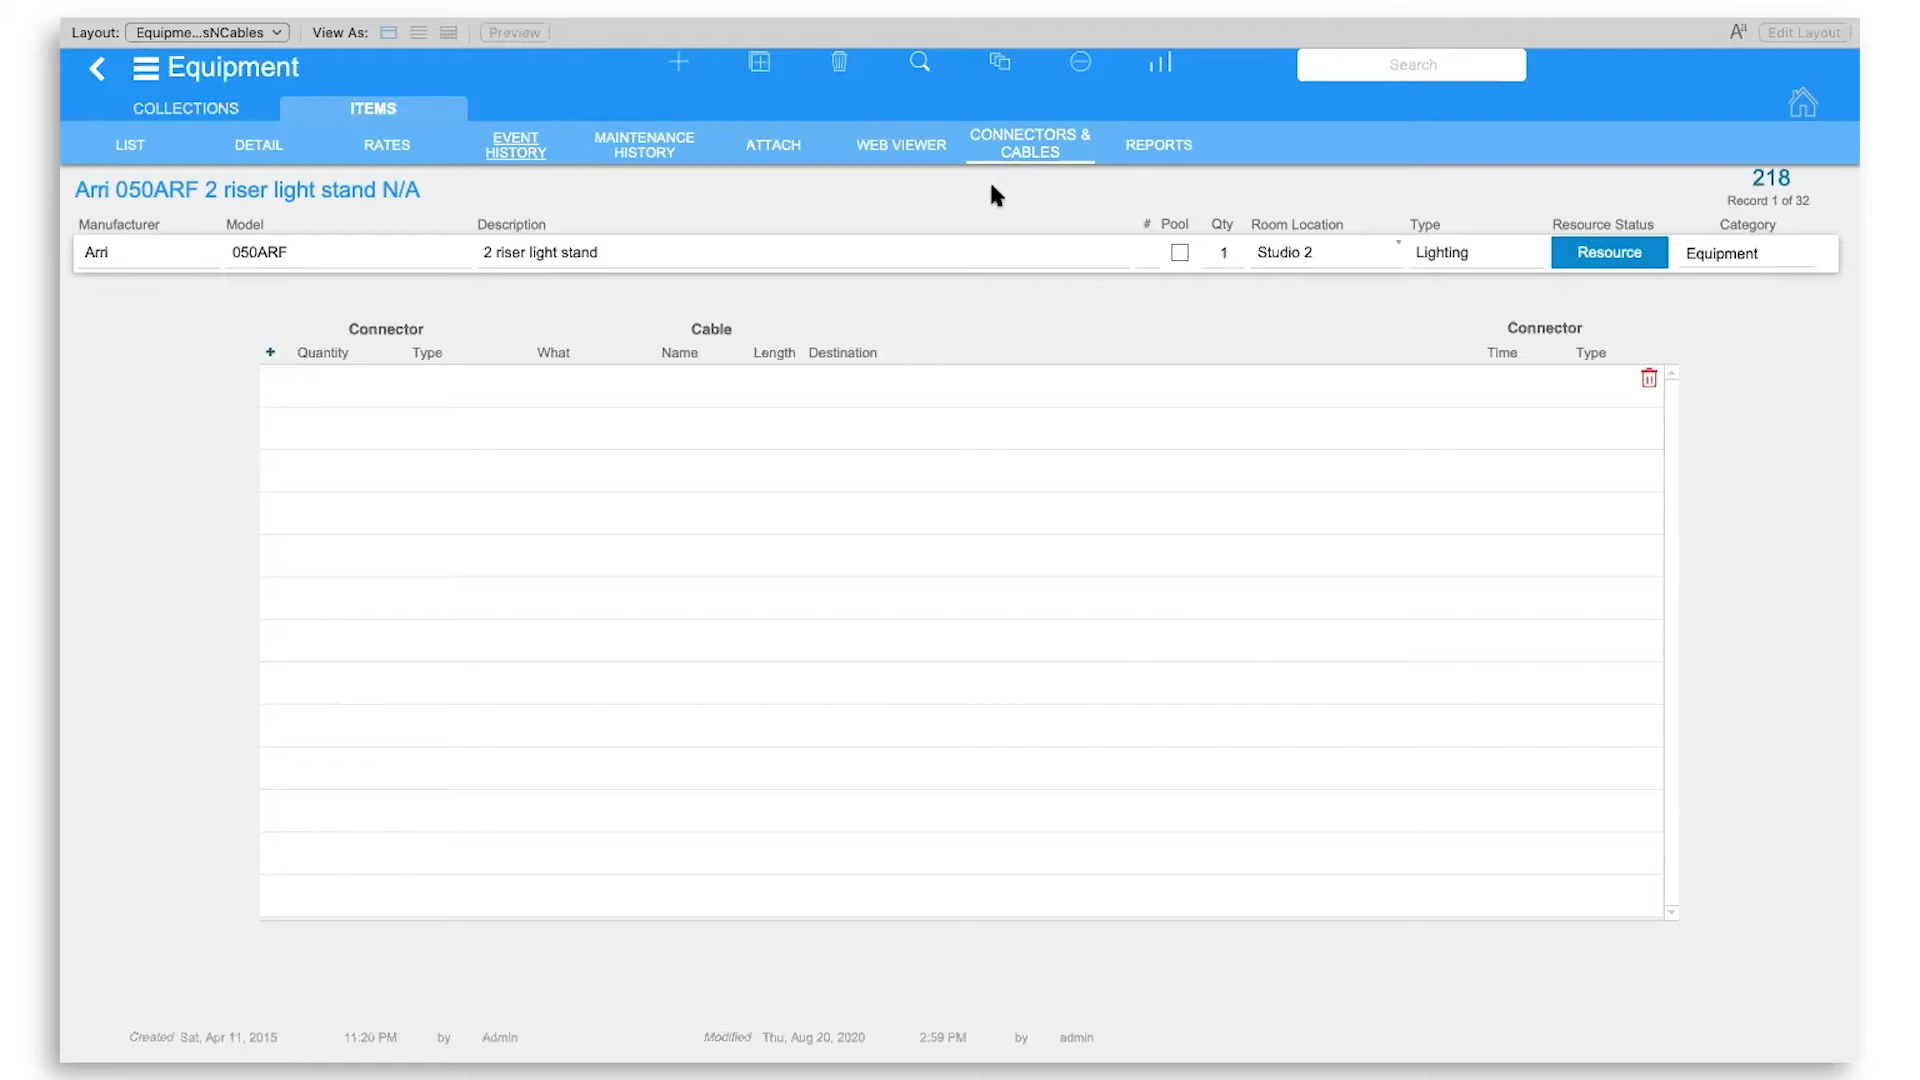 Layout: Equipme...sNCables View As: Preview Aª Edit Layout
Equipment Search
COLLECTIONS ITEMS
LIST DETAIL RATES EVENT HISTORY MAINTENANCE HISTORY ATTACH WEB VIEWER CONNECTORS & CABLES REPORTS
Arri 050ARF 2 riser light stand N/A 218
Record 1 of 32
Manufacturer Model Description # Pool Qty Room Location Type Resource Status Category
Arri 050ARF 2 riser light stand 1 Studio 2 Lighting Resource Equipment
Connector Cable Connector
+ Quantity Type What Name Length Destination Time Type
Created Sat, Apr 11, 2015 11:20 PM by Admin Modified Thu, Aug 20, 2020 2:59 PM by admin